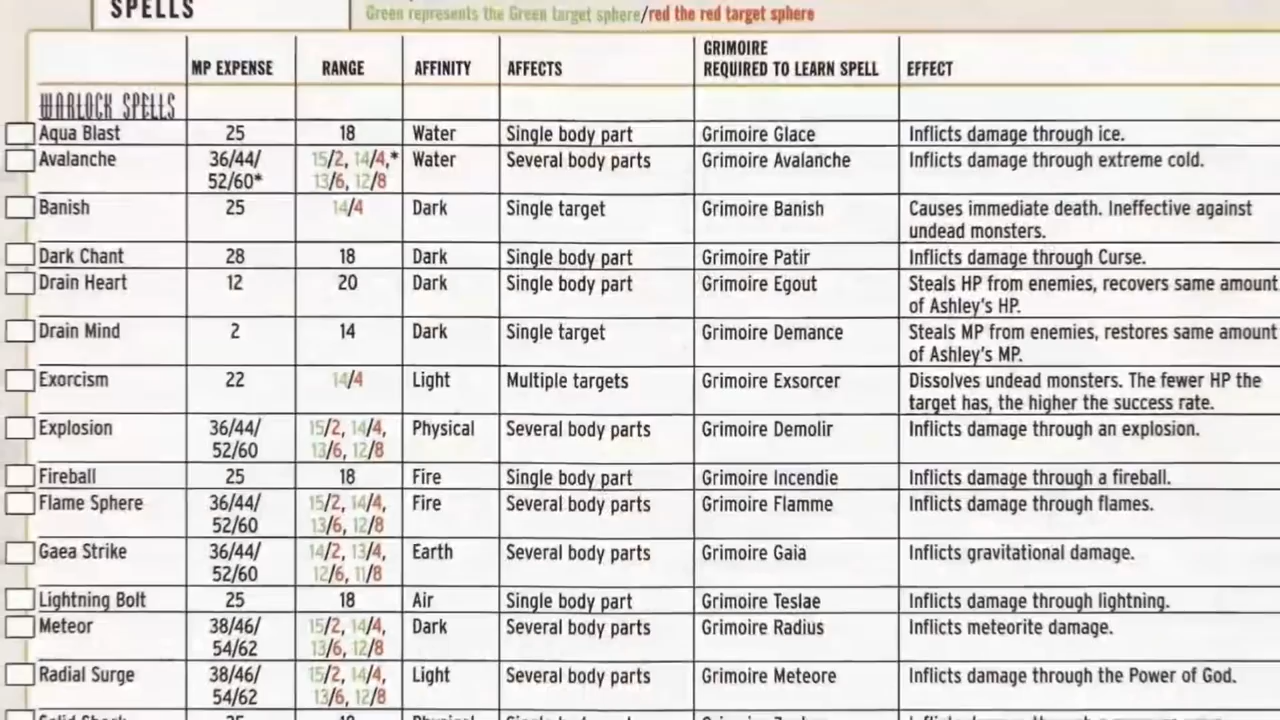 SPELLS
Green represents the Green target sphere/red the red target sphere
MP EXPENSE RANGE AFFINITY AFFECTS GRIMOIRE REQUIRED TO LEARN SPELL EFFECT
WARLOCK SPELLS
Aqua Blast 25 18 Water Single body part Grimoire Glace Inflicts damage through ice.
Avalanche 36/44/ 15/2, 14/4,* Water Several body parts Grimoire Avalanche Inflicts damage through extreme cold.
52/60* 13/6, 12/8
Banish 25 14/4 Dark Single target Grimoire Banish Causes immediate death. Ineffective against
undead monsters.
Dark Chant 28 18 Dark Single body part Grimoire Patir Inflicts damage through Curse.
Drain Heart 12 20 Dark Single body part Grimoire Egout Steals HP from enemies, recovers same amount
of Ashley's HP.
Drain Mind 2 14 Dark Single target Grimoire Demance Steals MP from enemies, restores same amount
of Ashley's MP.
Exorcism 22 14/4 Light Multiple targets Grimoire Exsorcer Dissolves undead monsters. The fewer HP the
target has, the higher the success rate.
Explosion 36/44/ 15/2, 14/4, Physical Several body parts Grimoire Demolir Inflicts damage through an explosion.
52/60 13/6, 12/8
Fireball 25 18 Fire Single body part Grimoire Incendie Inflicts damage through a fireball.
Flame Sphere 36/44/ 15/2, 14/4, Fire Several body parts Grimoire Flamme Inflicts damage through flames.
52/60 13/6, 12/8
Gaea Strike 36/44/ 14/2, 13/4, Earth Several body parts Grimoire Gaia Inflicts gravitational damage.
52/60 12/6, 11/8
Lightning Bolt 25 18 Air Single body part Grimoire Teslae Inflicts damage through lightning.
Meteor 38/46/ 15/2, 14/4, Dark Several body parts Grimoire Radius Inflicts meteorite damage.
54/62 13/6, 12/8
Radial Surge 38/46/ 15/2, 14/4, Light Several body parts Grimoire Meteore Inflicts damage through the Power of God.
54/62 13/6, 12/8